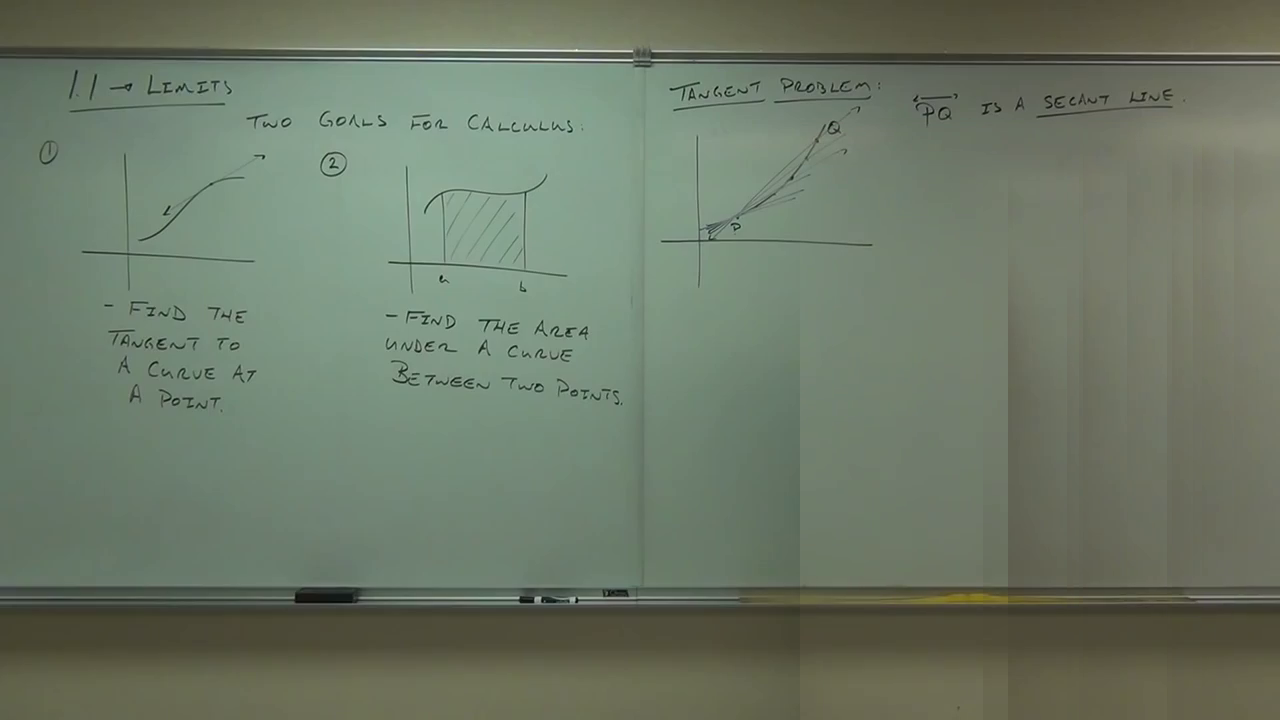 1.1 → LIMITS
TWO GOALS FOR CALCULUS:
①
- FIND THE
TANGENT TO
A CURVE AT
A POINT.
②
a b
- FIND THE AREA
UNDER A CURVE
BETWEEN TWO POINTS.
TANGENT PROBLEM:
Q
P
PQ IS A SECANT LINE.